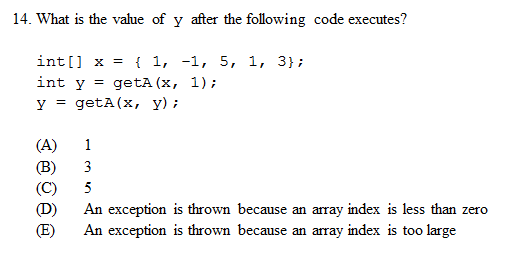 14. What is the value of y after the following code executes?
int[] x = { 1, -1, 5, 1, 3};
int y = getA(x, 1);
y = getA(x, y);
(A) 1
(B) 3
(C) 5
(D) An exception is thrown because an array index is less than zero
(E) An exception is thrown because an array index is too large